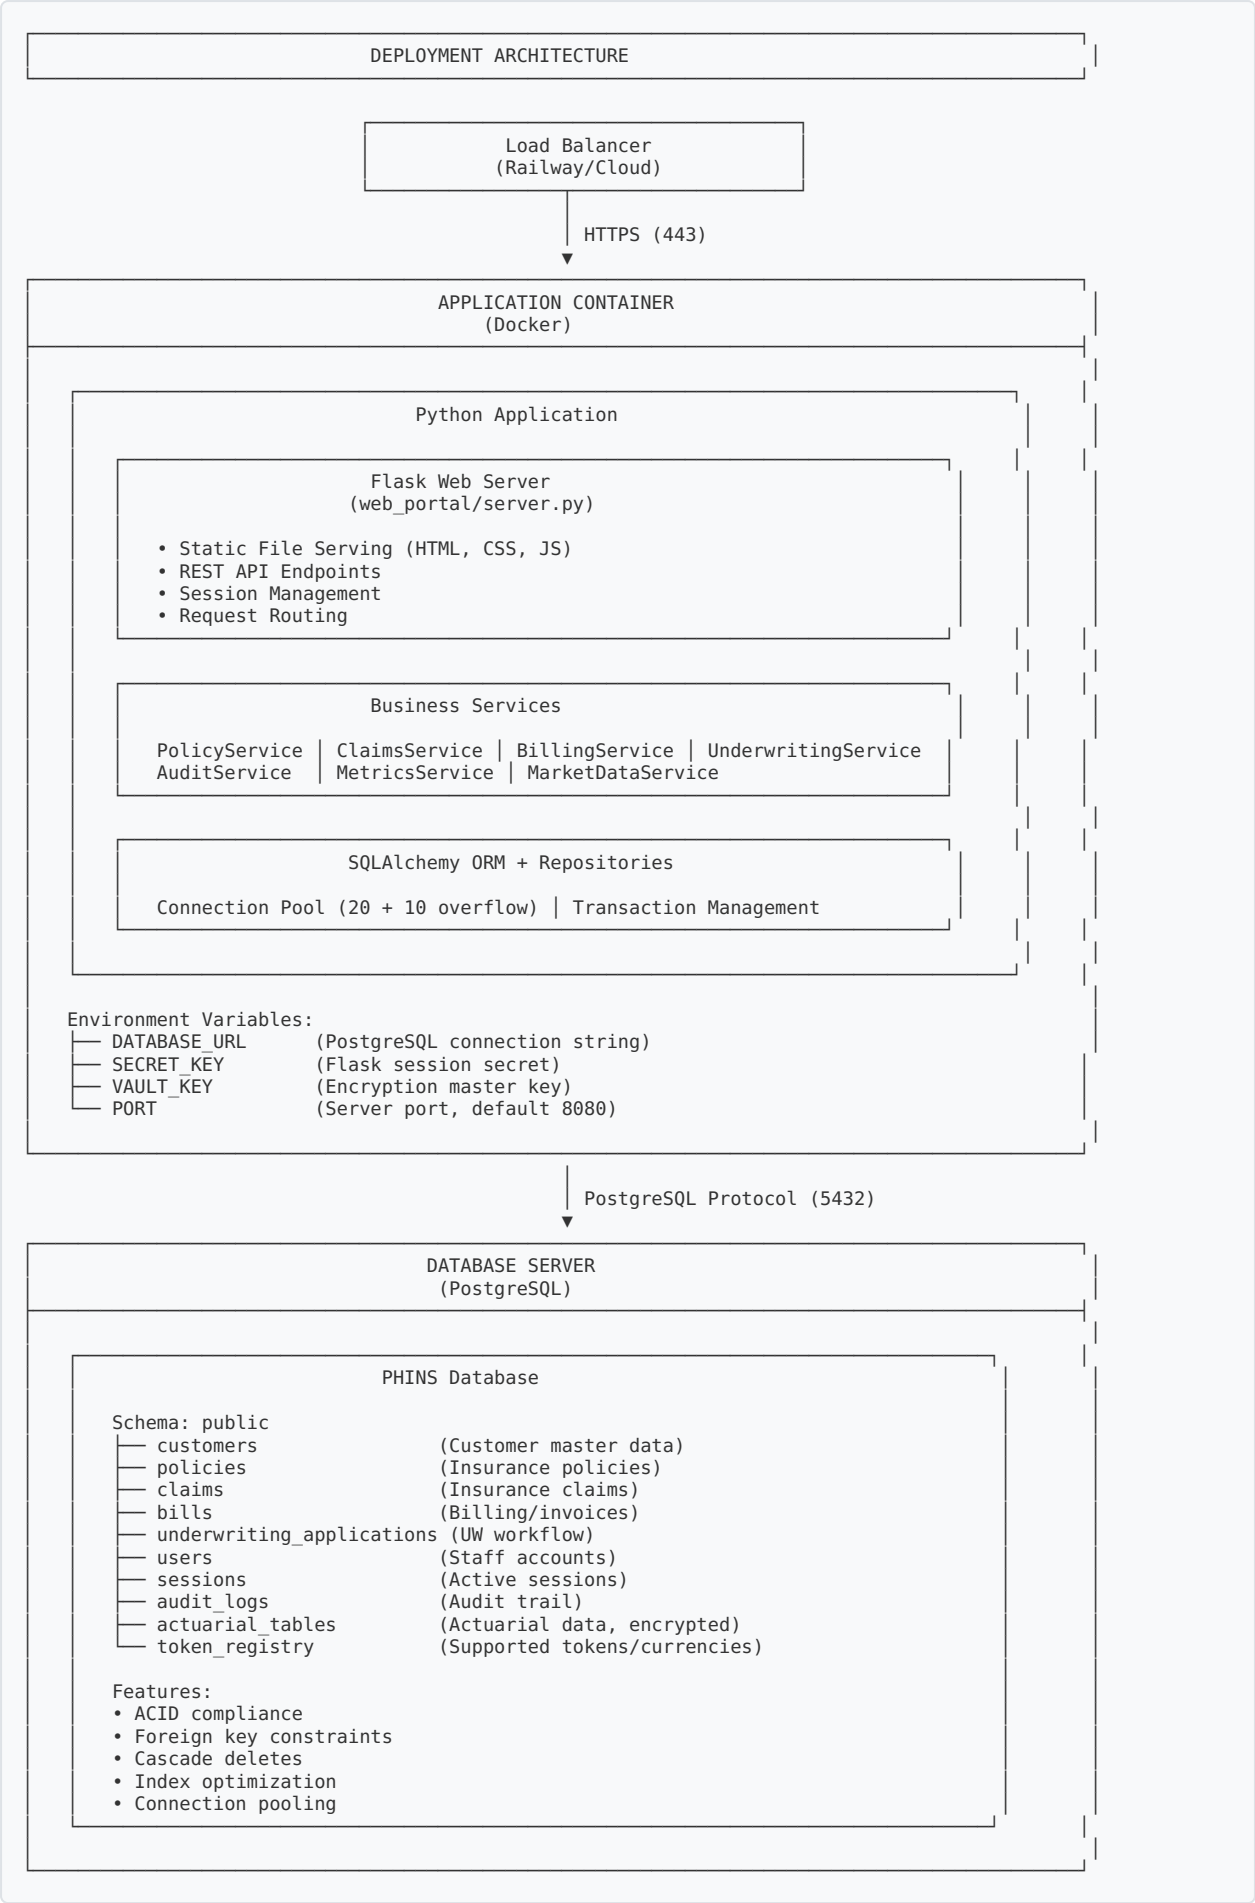 DEPLOYMENT ARCHITECTURE
Load Balancer
(Railway/Cloud)
HTTPS (443)
▼
APPLICATION CONTAINER
(Docker)
Python Application
Flask Web Server
(web_portal/server.py)
• Static File Serving (HTML, CSS, JS)
• REST API Endpoints
• Session Management
• Request Routing
Business Services
PolicyService │ ClaimsService │ BillingService │ UnderwritingService
AuditService │ MetricsService │ MarketDataService
SQLAlchemy ORM + Repositories
Connection Pool (20 + 10 overflow) │ Transaction Management
Environment Variables:
├── DATABASE_URL (PostgreSQL connection string)
├── SECRET_KEY (Flask session secret)
├── VAULT_KEY (Encryption master key)
└── PORT (Server port, default 8080)
PostgreSQL Protocol (5432)
▼
DATABASE SERVER
(PostgreSQL)
PHINS Database
Schema: public
├── customers (Customer master data)
├── policies (Insurance policies)
├── claims (Insurance claims)
├── bills (Billing/invoices)
├── underwriting_applications (UW workflow)
├── users (Staff accounts)
├── sessions (Active sessions)
├── audit_logs (Audit trail)
├── actuarial_tables (Actuarial data, encrypted)
└── token_registry (Supported tokens/currencies)
Features:
• ACID compliance
• Foreign key constraints
• Cascade deletes
• Index optimization
• Connection pooling